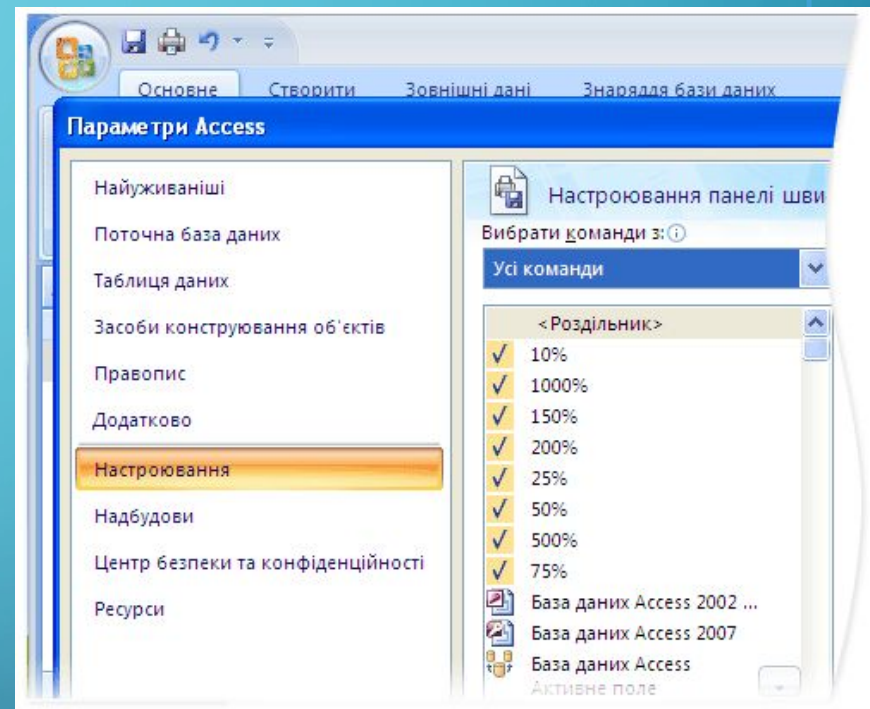 Основне Створити Зовнішні дані Знаряддя бази даних
Параметри Access
Найуживаніші
Поточна база даних
Таблиця даних
Засоби конструювання об'єктів
Правопис
Додатково
Настроювання
Надбудови
Центр безпеки та конфіденційності
Ресурси
Настроювання панелі шви
Вибрати команди з:
Усі команди
<Роздільник>
10%
1000%
150%
200%
25%
50%
500%
75%
База даних Access 2002 ...
База даних Access 2007
База даних Access
Активне поле